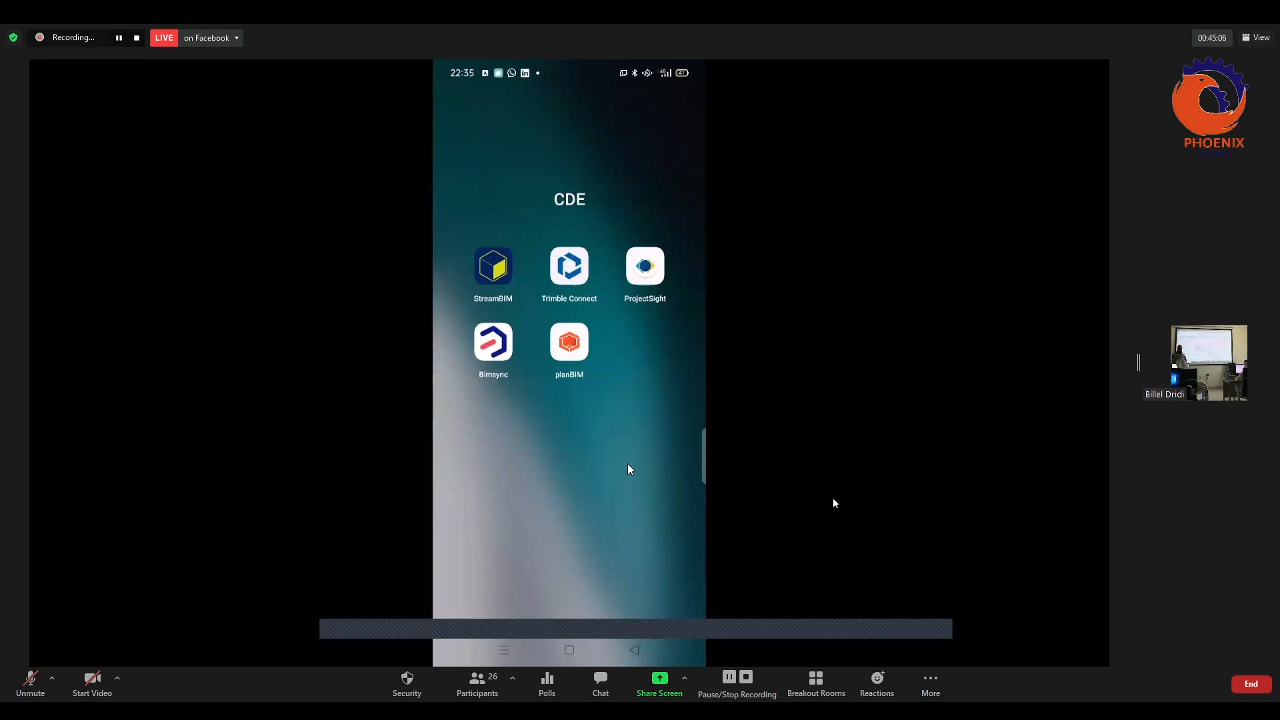 Recording...
LIVE
on Facebook
00:45:06
View
22:35
PHOENIX
CDE
StreamBIM
Trimble Connect
ProjectSight
Bimsync
planBIM
Billel Dridi
Unmute
Start Video
Security
Participants
26
Polls
Chat
Share Screen
Pause/Stop Recording
Breakout Rooms
Reactions
More
End